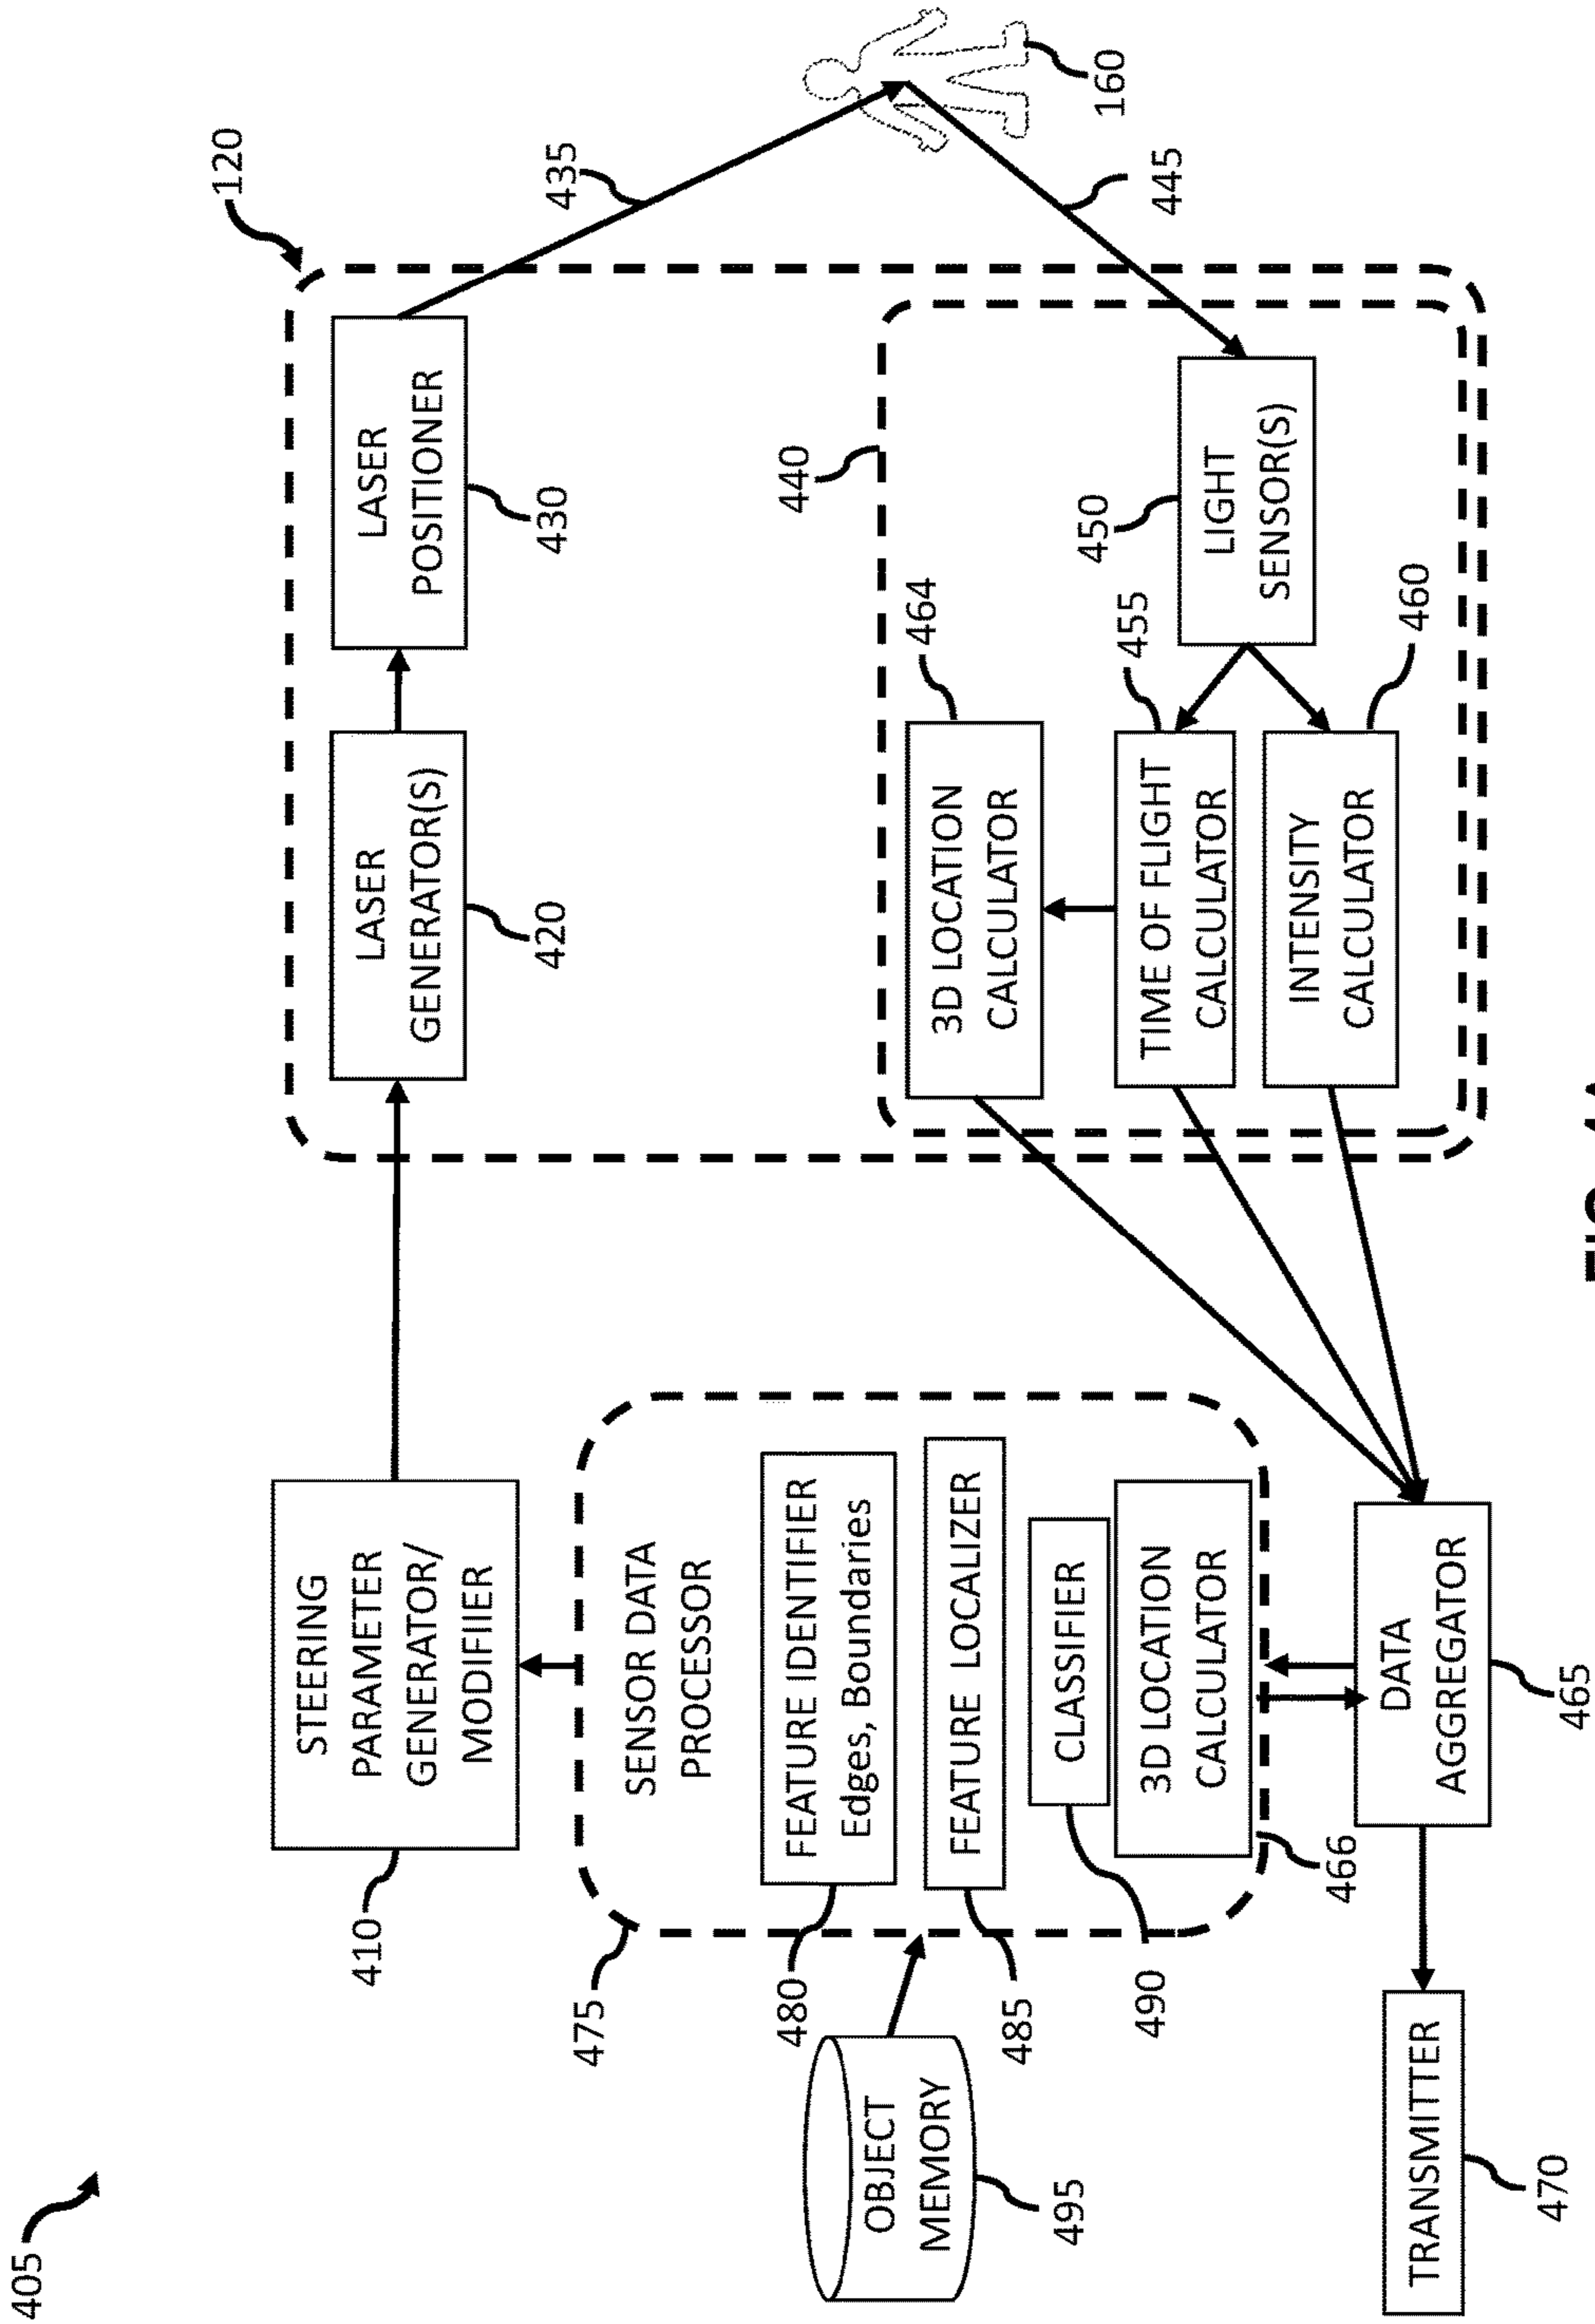 405
120
STEERING
PARAMETER
GENERATOR/
MODIFIIER
410
LASER
GENERATOR(S)
420
LASER
POSITIONER
430
435
475
SENSOR DATA
PROCESSOR
480
FEATURE IDENTIFIER
Edges, Boundaries
OBJECT
MEMORY
495
485
FEATURE LOCALIZER
490
CLASSIFIER
3D LOCATION
CALCULATOR
466
440
464
3D LOCATION
CALCULATOR
455
TIME OF FLIGHT
CALCULATOR
INTENSITY
CALCULATOR
460
450
LIGHT
SENSOR(S)
445
160
DATA
AGGREGATOR
465
TRANSMITTER
470